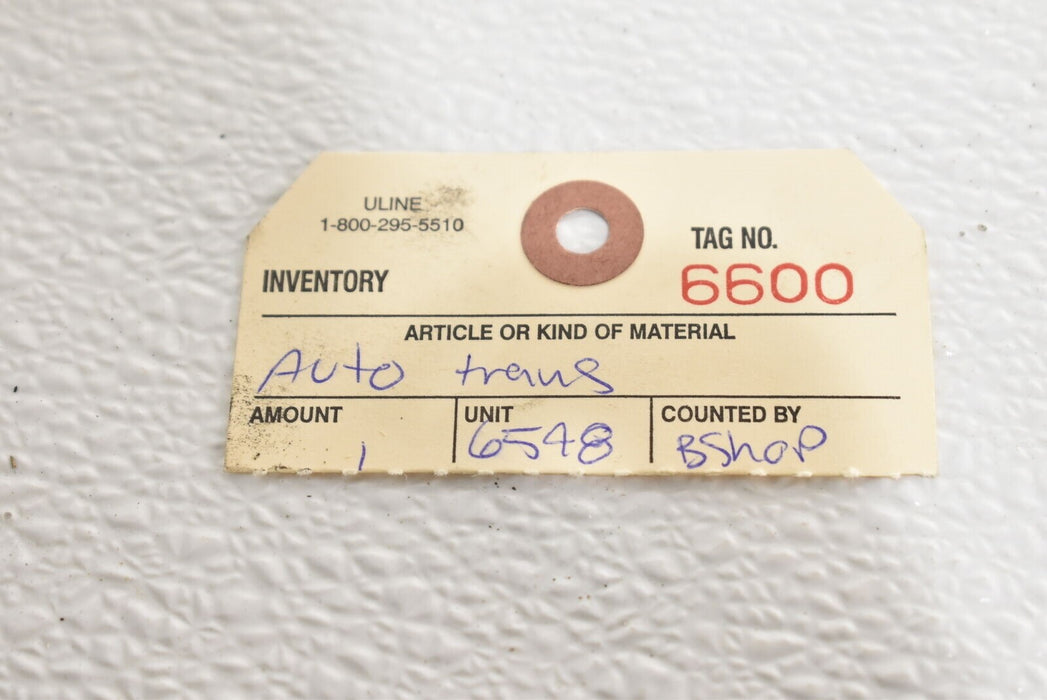 ULINE
1-800-295-5510
TAG NO.
INVENTORY
6600
ARTICLE OR KIND OF MATERIAL
Auto trans
AMOUNT UNIT COUNTED BY
1 6548 BShop